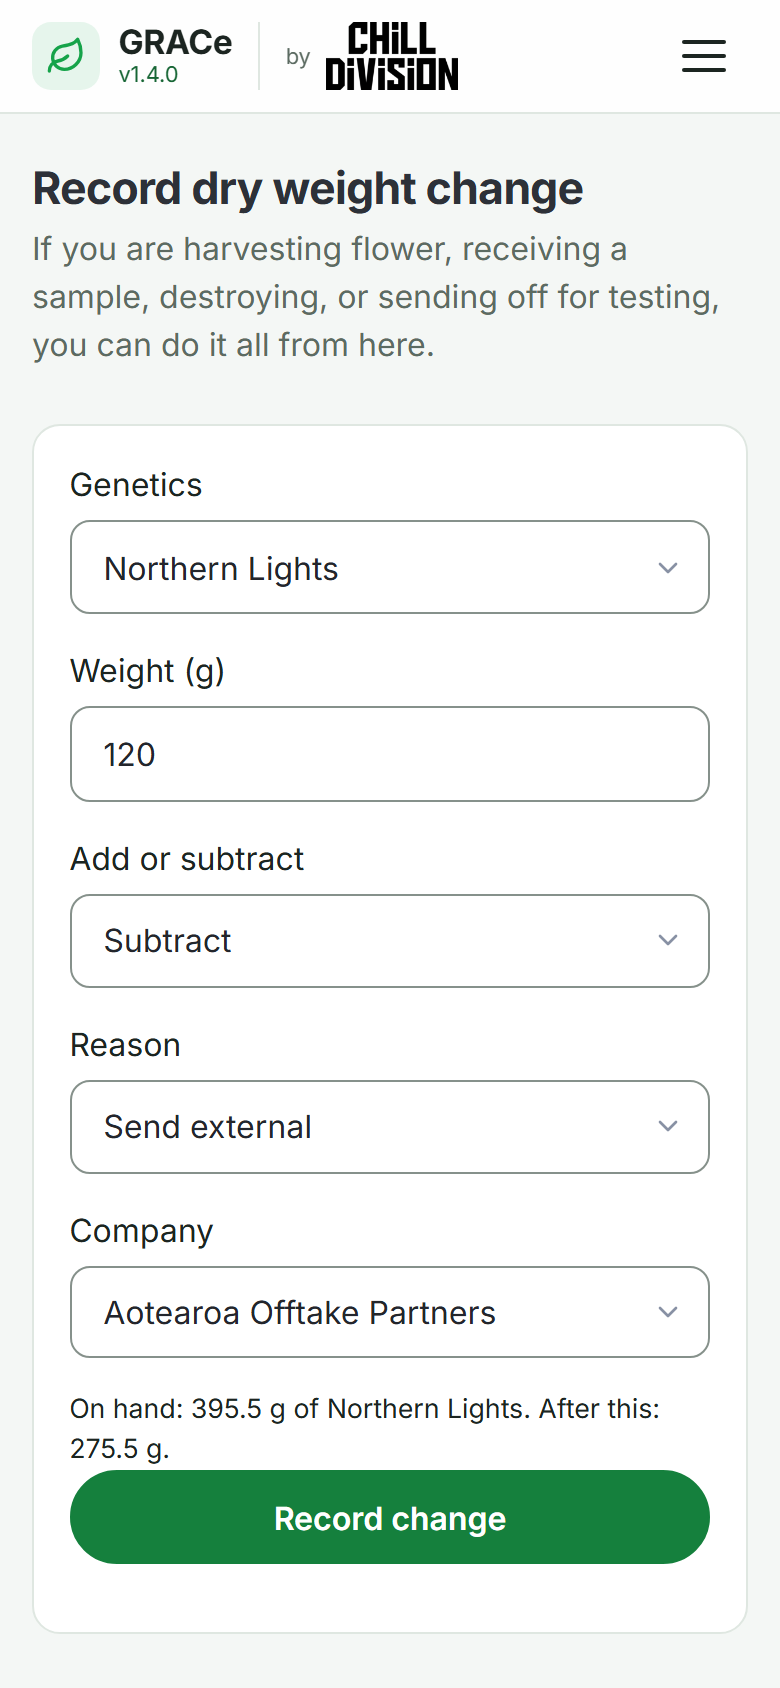 GRACe
v1.4.0
by
CHiLL
DiViSiON
Record dry weight change
If you are harvesting flower, receiving a
sample, destroying, or sending off for testing,
you can do it all from here.
Genetics
Northern Lights
Weight (g)
120
Add or subtract
Subtract
Reason
Send external
Company
Aotearoa Offtake Partners
On hand: 395.5 g of Northern Lights. After this:
275.5 g.
Record change